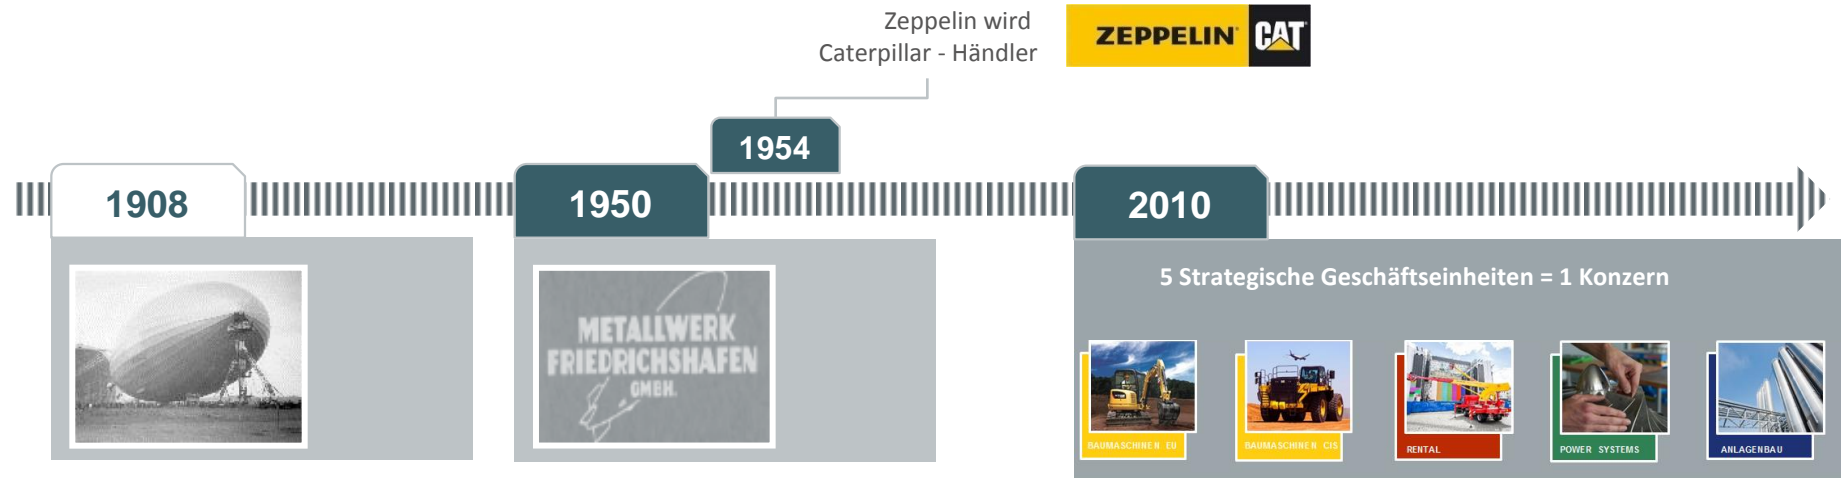 Zeppelin wird
Caterpillar - Händler
ZEPPELIN CAT
1954
1908
1950
2010
METALLWERK
FRIEDRICHSHAFEN
GMBH.
5 Strategische Geschäftseinheiten = 1 Konzern
BAUMASCHINEN EU
BAUMASCHINEN CIS
RENTAL
POWER SYSTEMS
ANLAGENBAU